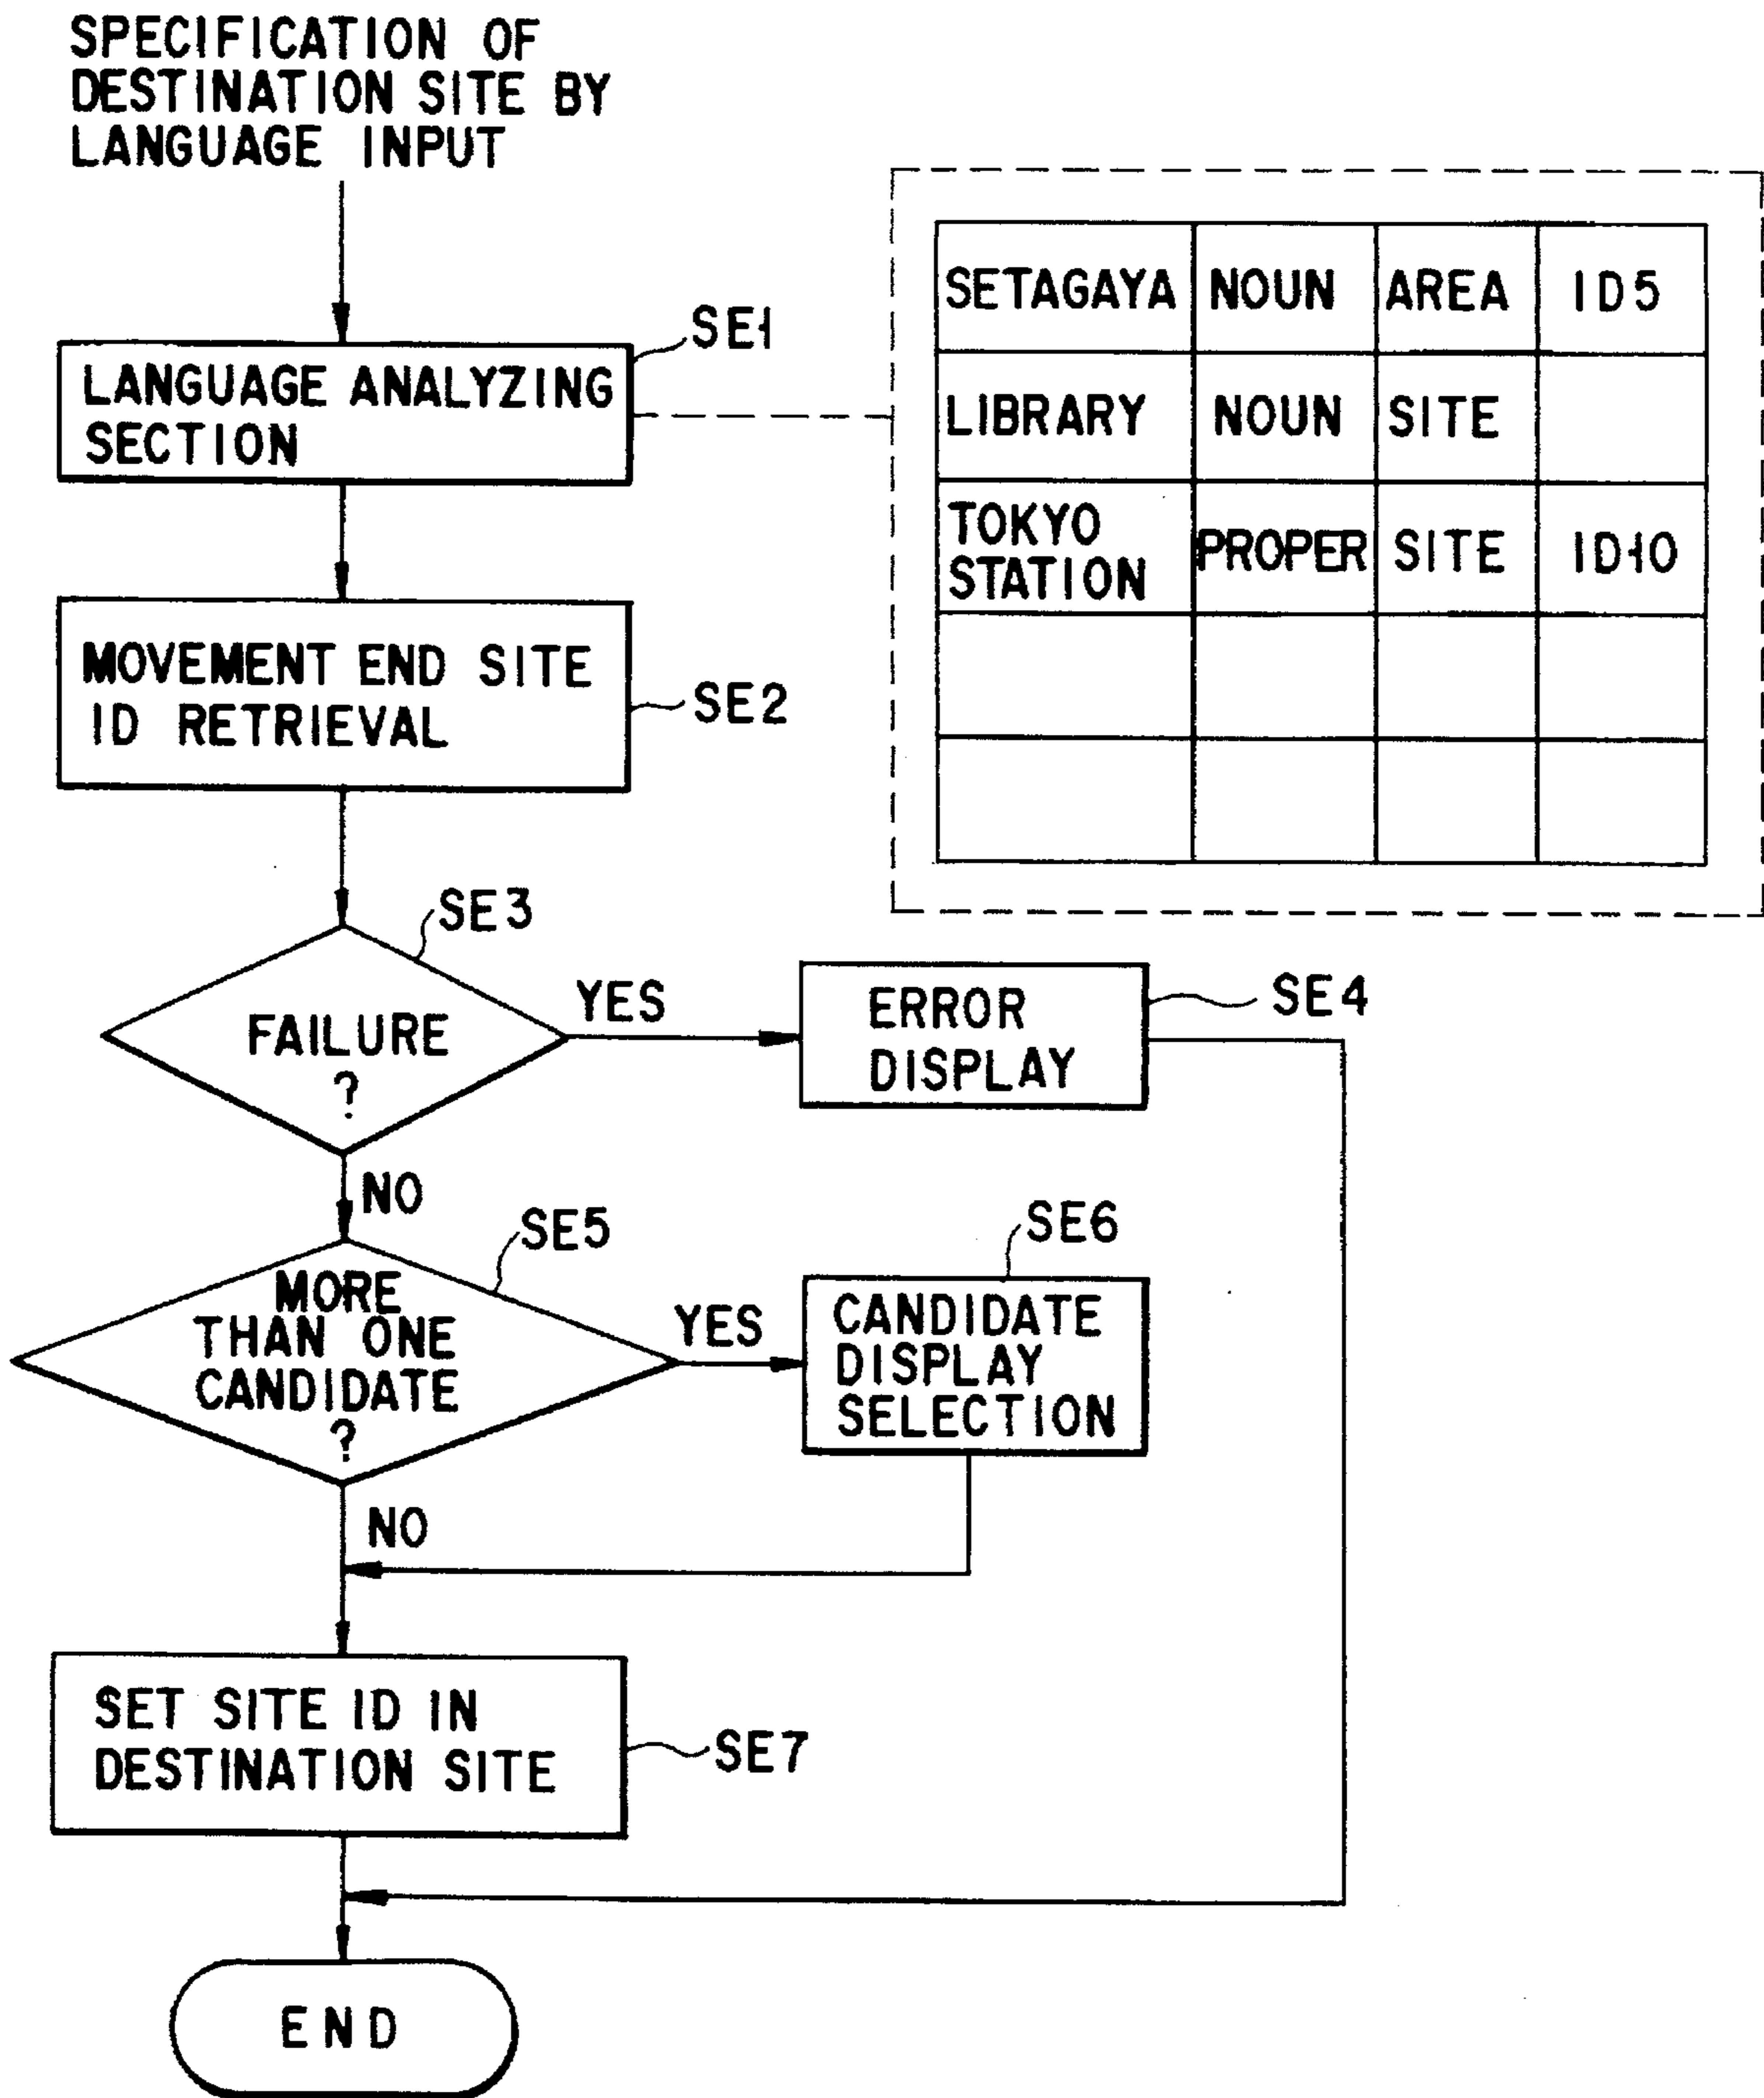 SPECIFICATION OF
DESTINATION SITE BY
LANGUAGE INPUT
SE1
LANGUAGE ANALYZING
SECTION
SETAGAYA NOUN AREA ID5
LIBRARY NOUN SITE
TOKYO
STATION PROPER SITE ID10
MOVEMENT END SITE
ID RETRIEVAL
SE2
SE3
FAILURE
?
YES
ERROR
DISPLAY
SE4
NO
SE5
MORE
THAN ONE
CANDIDATE
?
YES
SE6
CANDIDATE
DISPLAY
SELECTION
NO
SET SITE ID IN
DESTINATION SITE
SE7
END